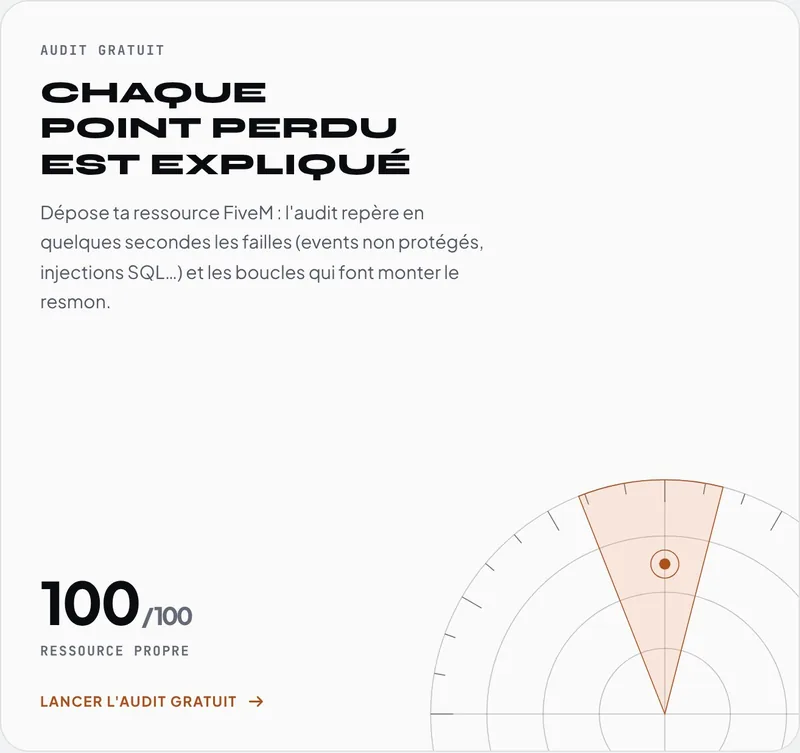 AUDIT GRATUIT
CHAQUE
POINT PERDU
EST EXPLIQUÉ
Dépose ta ressource FiveM : l'audit repère en
quelques secondes les failles (events non protégés,
injections SQL…) et les boucles qui font monter le
resmon.
100/100
RESSOURCE PROPRE
LANCER L'AUDIT GRATUIT →